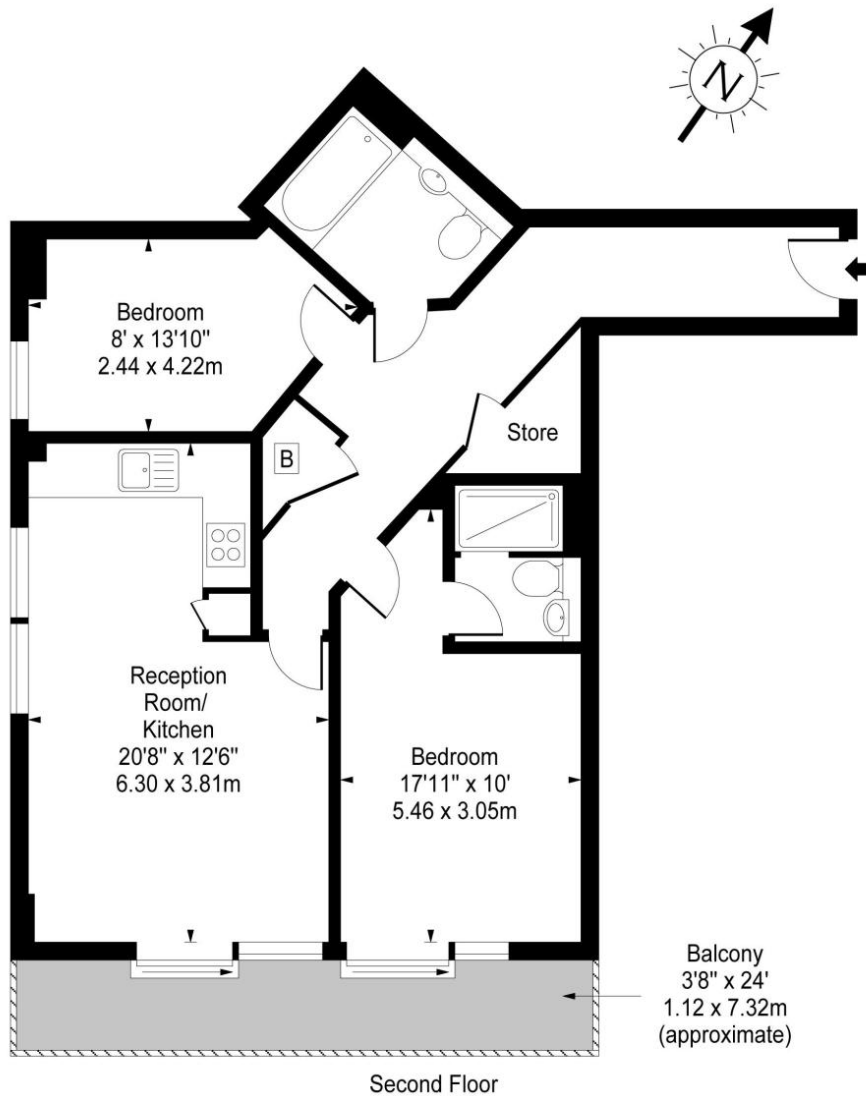 N
Bedroom
8' x 13'10"
2.44 x 4.22m
Store
B
Reception
Room/
Kitchen
20'8" x 12'6"
6.30 x 3.81m
Bedroom
17'11" x 10'
5.46 x 3.05m
Balcony
3'8" x 24'
1.12 x 7.32m
(approximate)
Second Floor